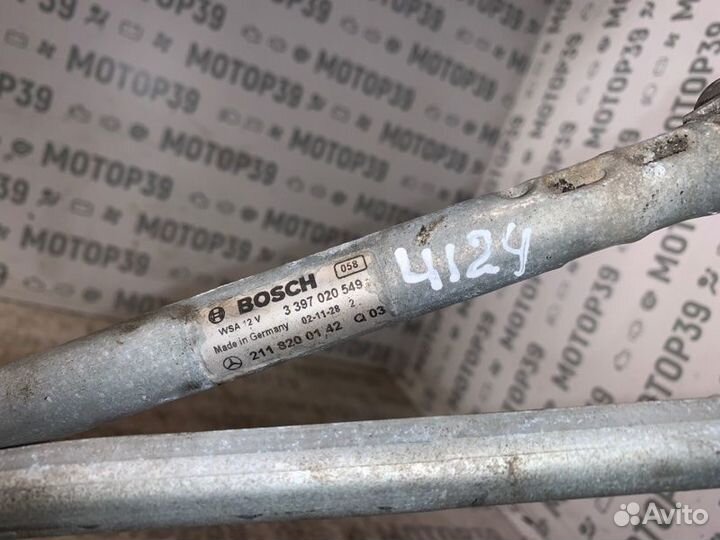 BOSCH 058
WSA 12 V 3 397 020 549
Made in Germany 02-11-28 2
211 820 01 42 Q 03
4124
МОТОР39
Avito